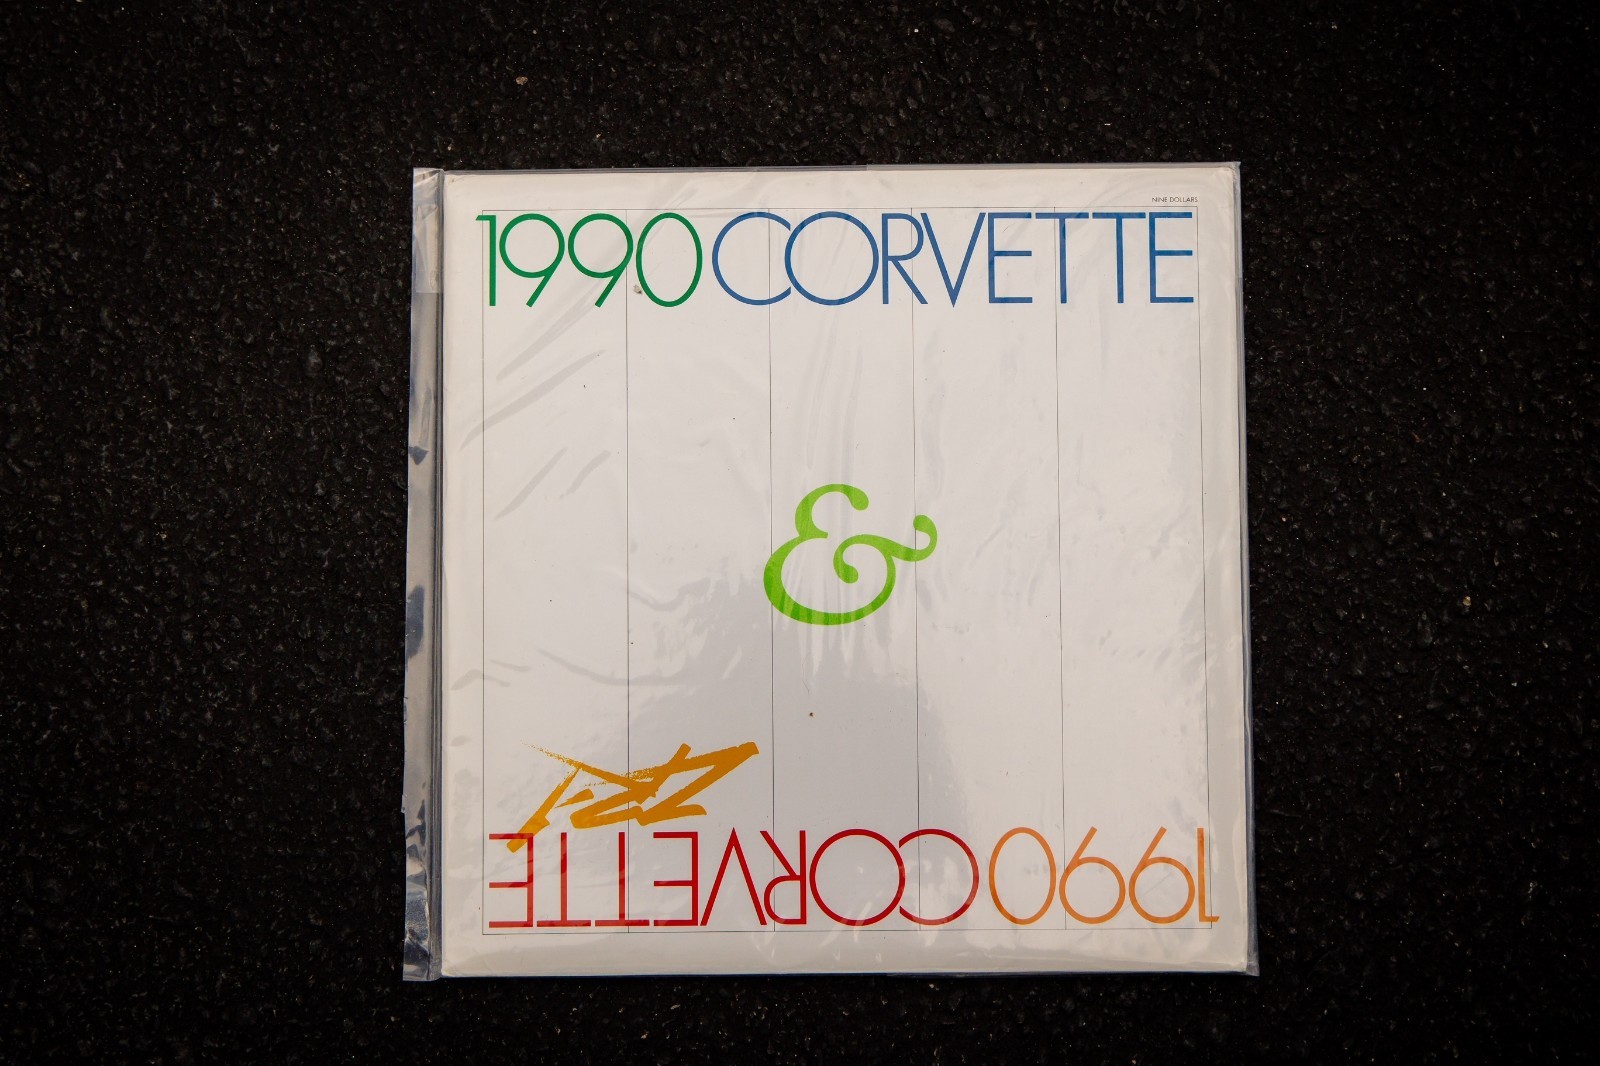 NINE DOLLARS
1990 CORVETTE
&
ZR-1
1990 CORVETTE